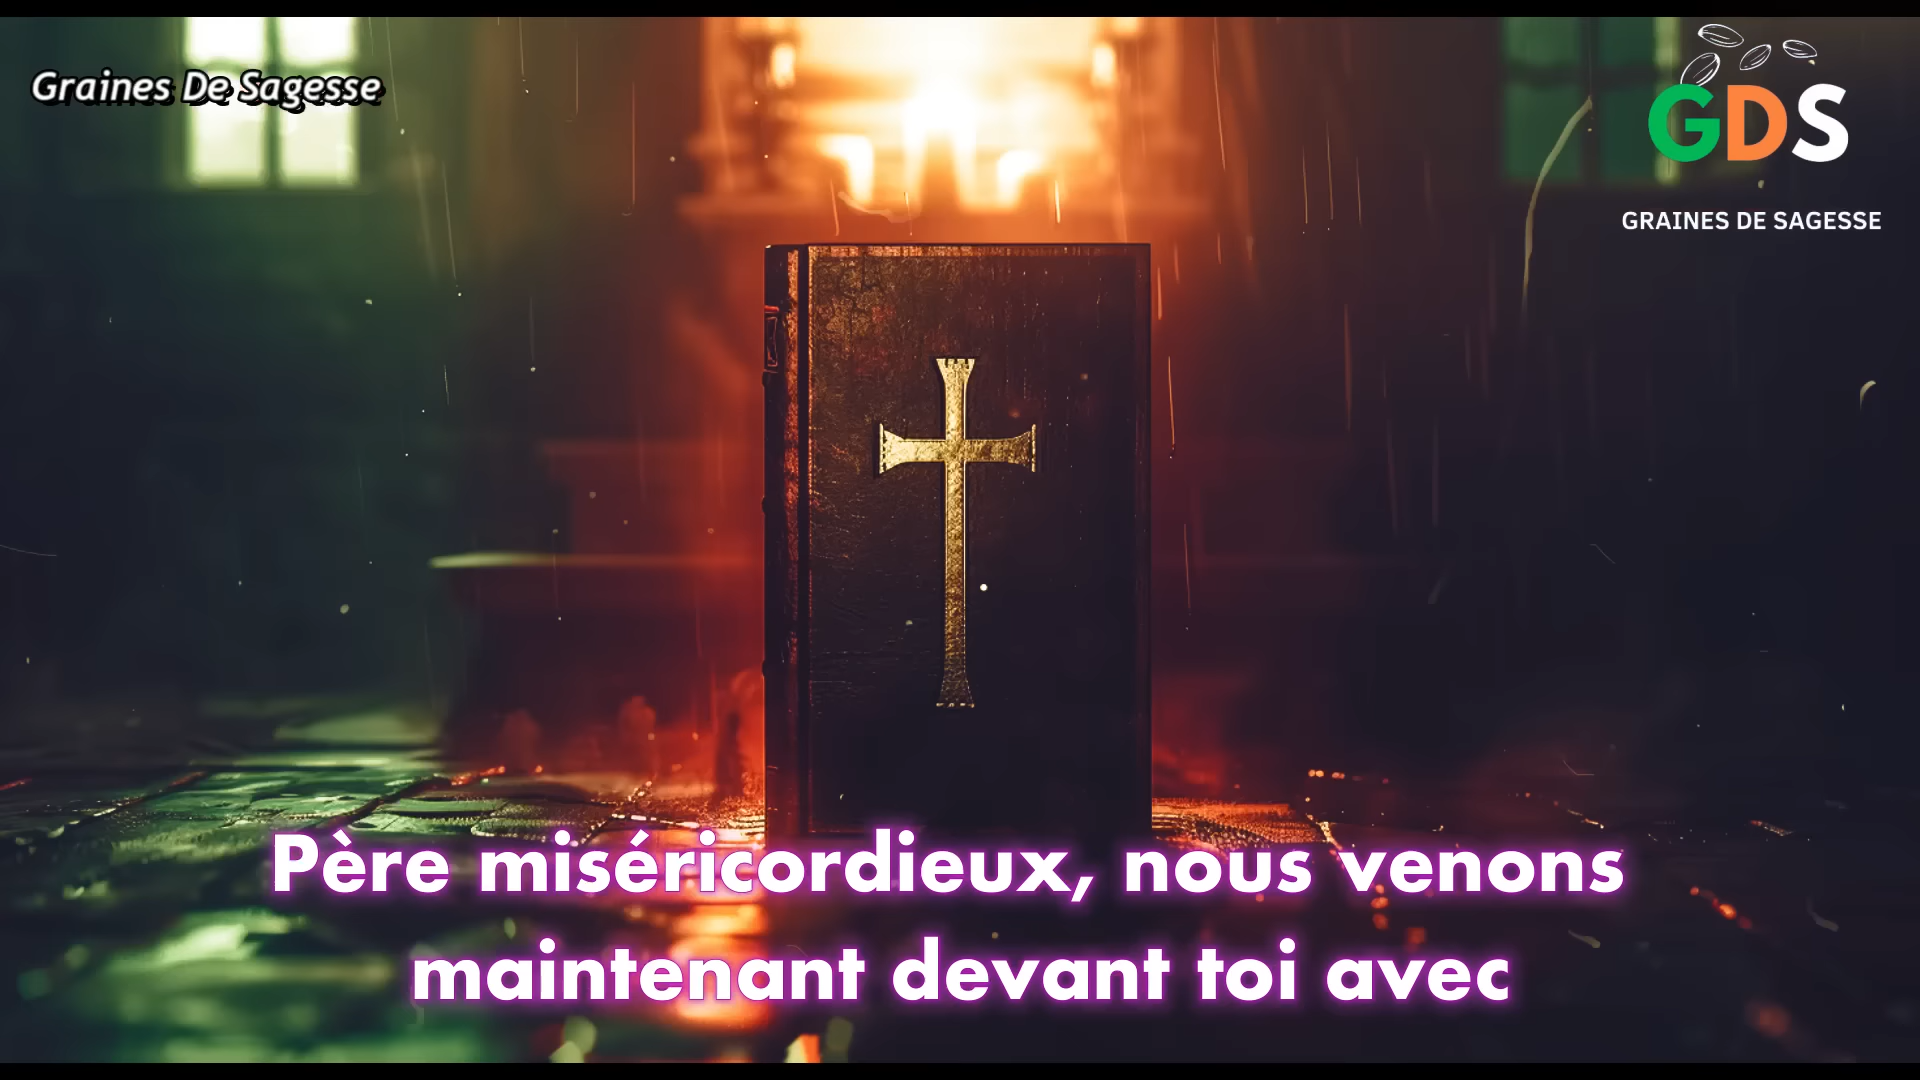 Graines De Sagesse
GDS
GRAINES DE SAGESSE
Père miséricordieux, nous venons
maintenant devant toi avec